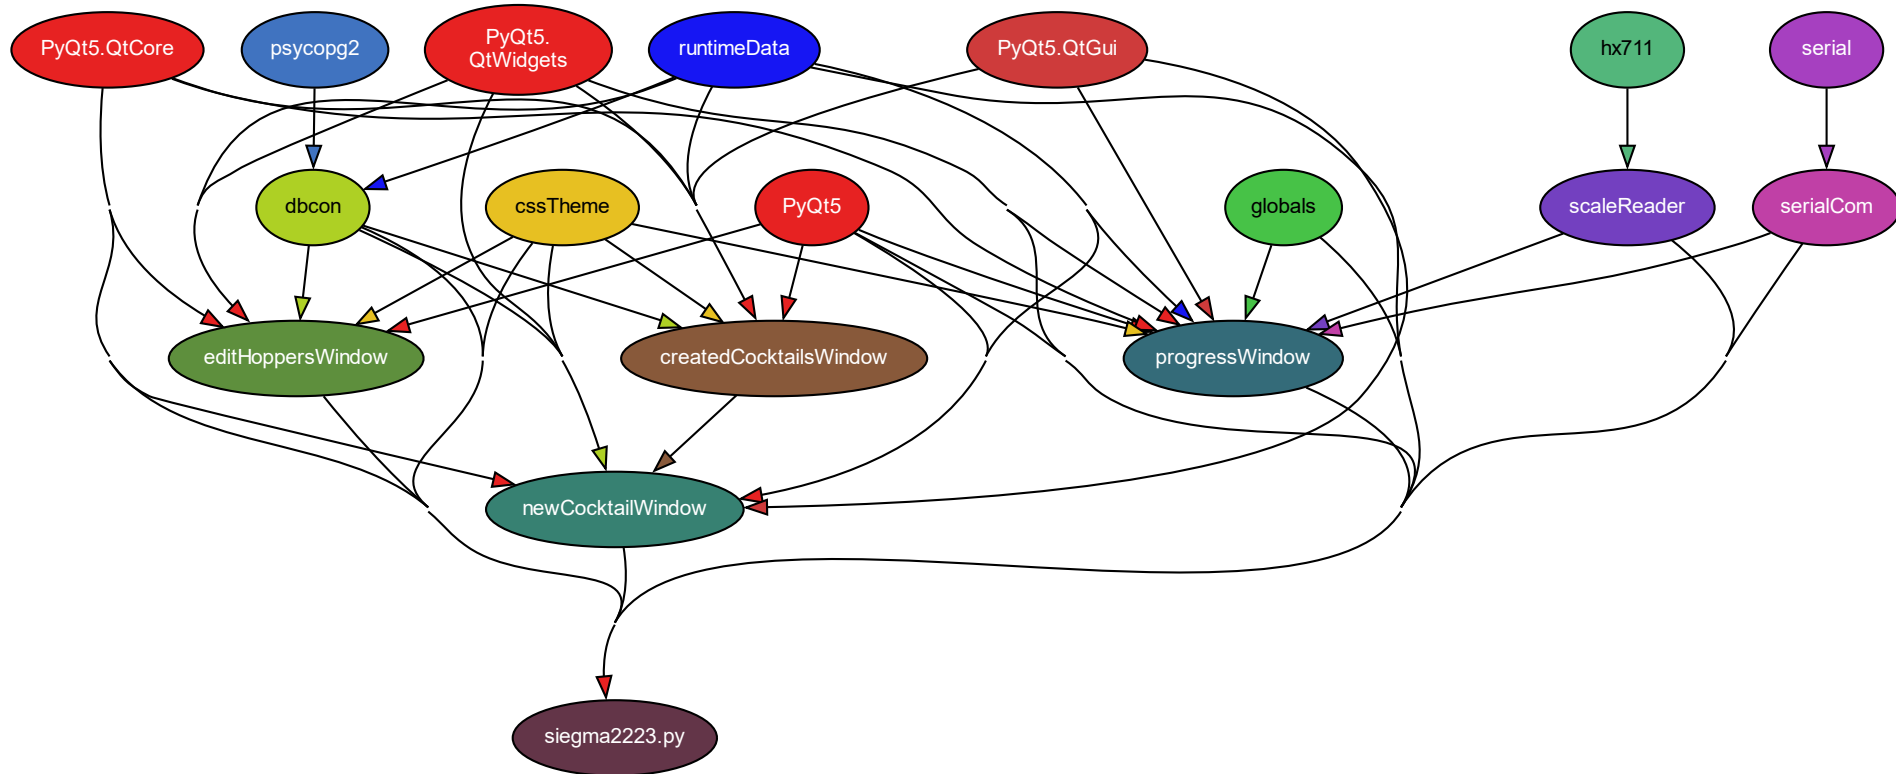 PyQt5.QtCore
psycopg2
PyQt5.
QtWidgets
runtimeData
PyQt5.QtGui
hx711
serial
dbcon
cssTheme
PyQt5
globals
scaleReader
serialCom
editHoppersWindow
createdCocktailsWindow
progressWindow
newCocktailWindow
siegma2223.py